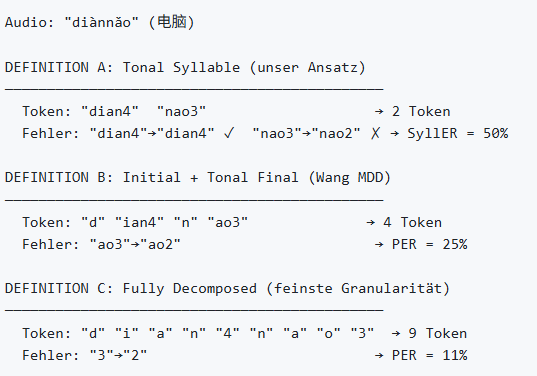 Audio: "diànnǎo" (电脑)
DEFINITION A: Tonal Syllable (unser Ansatz)
Token: "dian4" "nao3" → 2 Token
Fehler: "dian4"→"dian4" ✓ "nao3"→"nao2" ✗ → SyllER = 50%
DEFINITION B: Initial + Tonal Final (Wang MDD)
Token: "d" "ian4" "n" "ao3" → 4 Token
Fehler: "ao3"→"ao2" → PER = 25%
DEFINITION C: Fully Decomposed (feinste Granularität)
Token: "d" "i" "a" "n" "4" "n" "a" "o" "3" → 9 Token
Fehler: "3"→"2" → PER = 11%